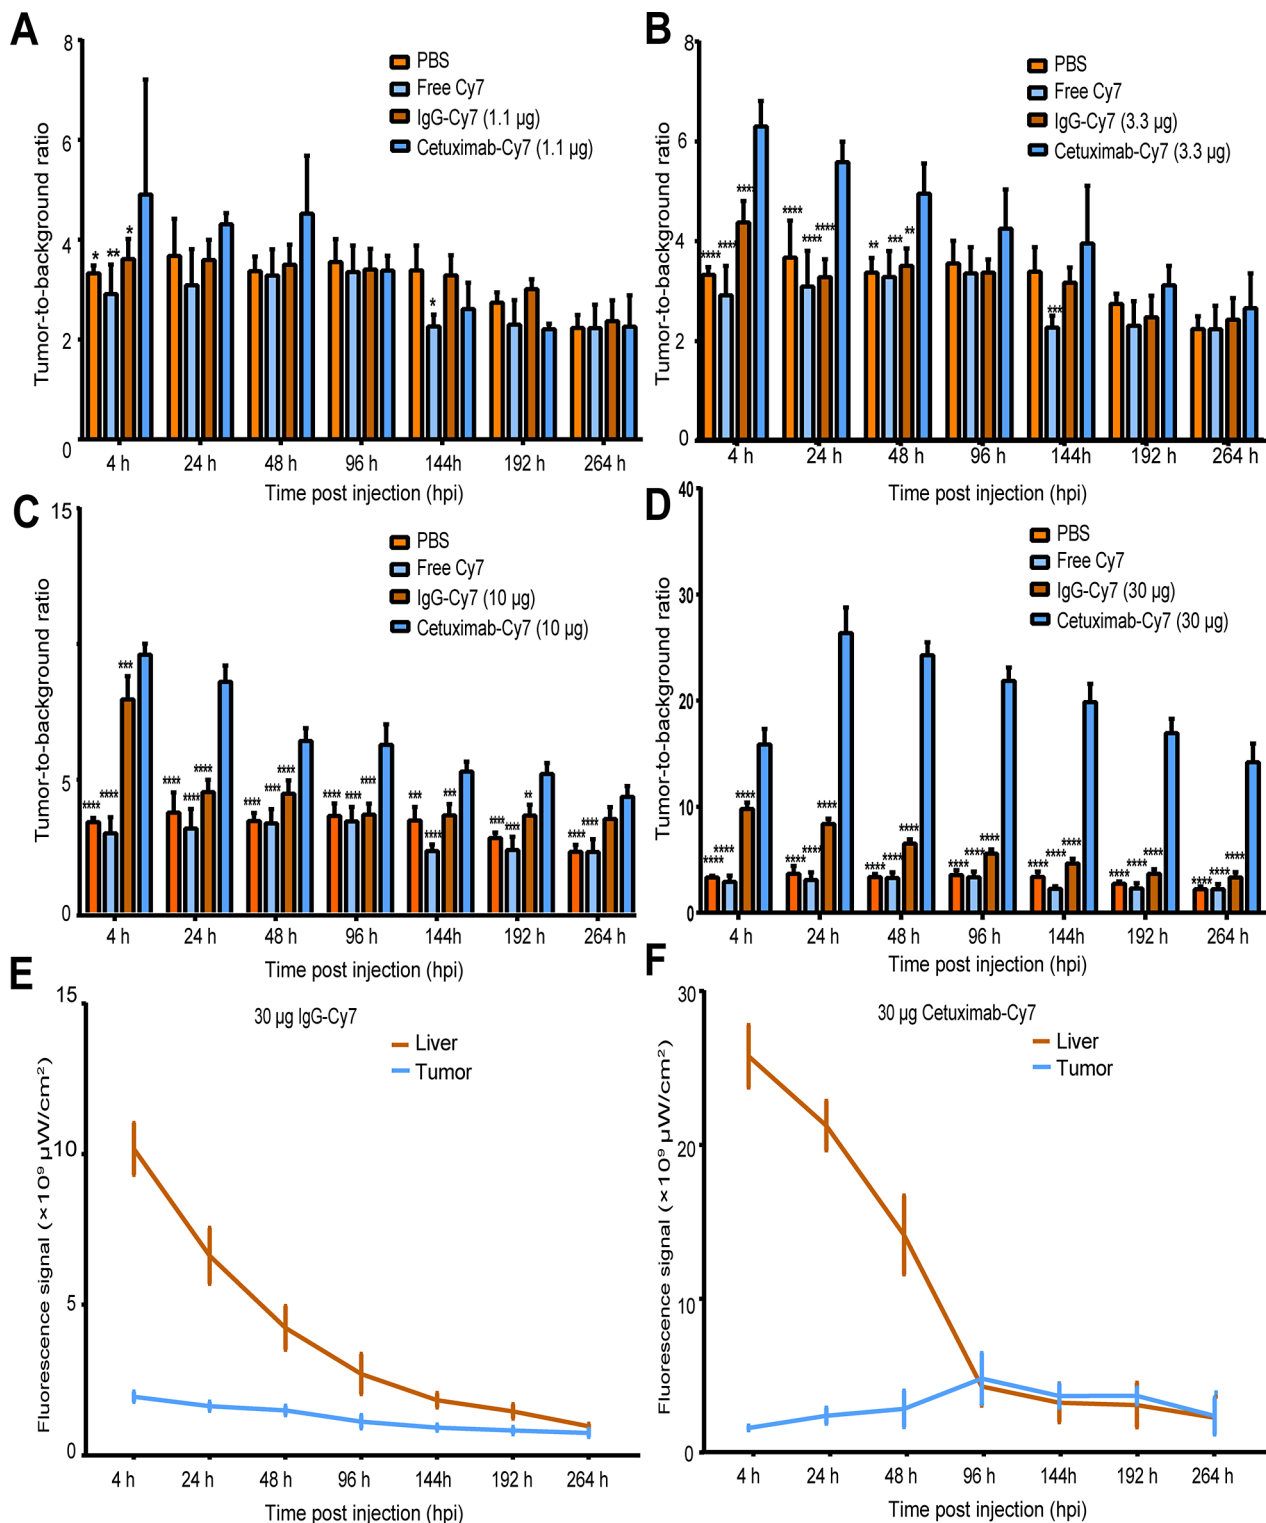 A
8
6
4
2
0
Tumor-to-background ratio
PBS
Free Cy7
IgG-Cy7 (1.1 µg)
Cetuximab-Cy7 (1.1 µg)
* ** * *
4 h 24 h 48 h 96 h 144h 192 h 264 h
Time post injection (hpi)
B
8
6
4
2
0
Tumor-to-background ratio
PBS
Free Cy7
IgG-Cy7 (3.3 µg)
Cetuximab-Cy7 (3.3 µg)
**** **** **** **** **** **** ** *** ** ***
4 h 24 h 48 h 96 h 144h 192 h 264 h
Time post injection (hpi)
C
15
5
0
Tumor-to-background ratio
PBS
Free Cy7
IgG-Cy7 (10 µg)
Cetuximab-Cy7 (10 µg)
**** **** *** **** **** **** **** **** **** **** **** **** *** **** *** **** **** ** **** ****
4 h 24 h 48 h 96 h 144h 192 h 264 h
Time post injection (hpi)
D
40
30
20
10
0
Tumor-to-background ratio
PBS
Free Cy7
IgG-Cy7 (30 µg)
Cetuximab-Cy7 (30 µg)
**** **** **** **** **** **** **** **** **** **** **** **** **** **** **** **** **** **** **** **** ****
4 h 24 h 48 h 96 h 144h 192 h 264 h
Time post injection (hpi)
E
15
10
5
0
Fluorescence signal (×10⁹ µW/cm²)
30 µg IgG-Cy7
Liver
Tumor
4 h 24 h 48 h 96 h 144h 192 h 264 h
Time post injection (hpi)
F
30
20
10
0
Fluorescence signal (×10⁹ µW/cm²)
30 µg Cetuximab-Cy7
Liver
Tumor
4 h 24 h 48 h 96 h 144h 192 h 264 h
Time post injection (hpi)